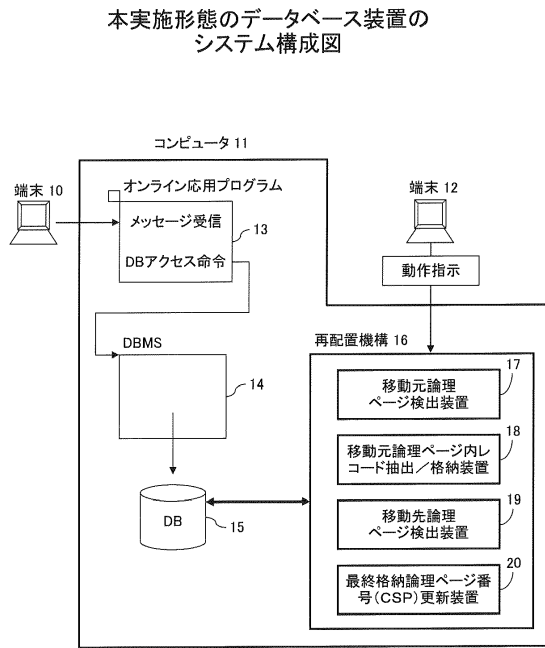 本実施形態のデータベース装置の
システム構成図
コンピュータ 11
端末 10
オンライン応用プログラム
メッセージ受信
DBアクセス命令
13
端末 12
動作指示
DBMS
14
DB
15
再配置機構 16
移動元論理
ページ検出装置
17
移動元論理ページ内レ
コード抽出/格納装置
18
移動先論理
ページ検出装置
19
最終格納論理ページ番
号(CSP)更新装置
20